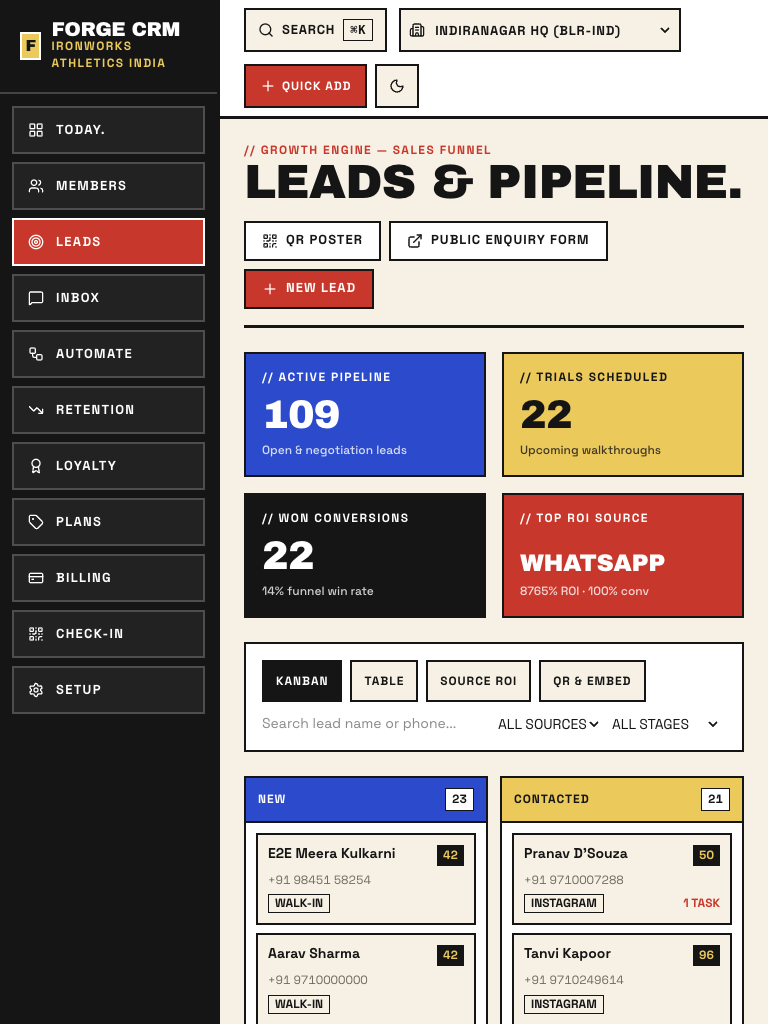 F
FORGE CRM
IRONWORKS
ATHLETICS INDIA
TODAY.
MEMBERS
LEADS
INBOX
AUTOMATE
RETENTION
LOYALTY
PLANS
BILLING
CHECK-IN
SETUP
SEARCH ⌘K
INDIRANAGAR HQ (BLR-IND)
QUICK ADD
// GROWTH ENGINE — SALES FUNNEL
LEADS & PIPELINE.
QR POSTER
PUBLIC ENQUIRY FORM
NEW LEAD
// ACTIVE PIPELINE
109
Open & negotiation leads
// TRIALS SCHEDULED
22
Upcoming walkthroughs
// WON CONVERSIONS
22
14% funnel win rate
// TOP ROI SOURCE
WHATSAPP
8765% ROI · 100% conv
KANBAN
TABLE
SOURCE ROI
QR & EMBED
Search lead name or phone...
ALL SOURCES
ALL STAGES
NEW 23
E2E Meera Kulkarni 42
+91 98451 58254
WALK-IN
Aarav Sharma 42
+91 9710000000
WALK-IN
CONTACTED 21
Pranav D'Souza 50
+91 9710007288
INSTAGRAM 1 TASK
Tanvi Kapoor 96
+91 9710249614
INSTAGRAM